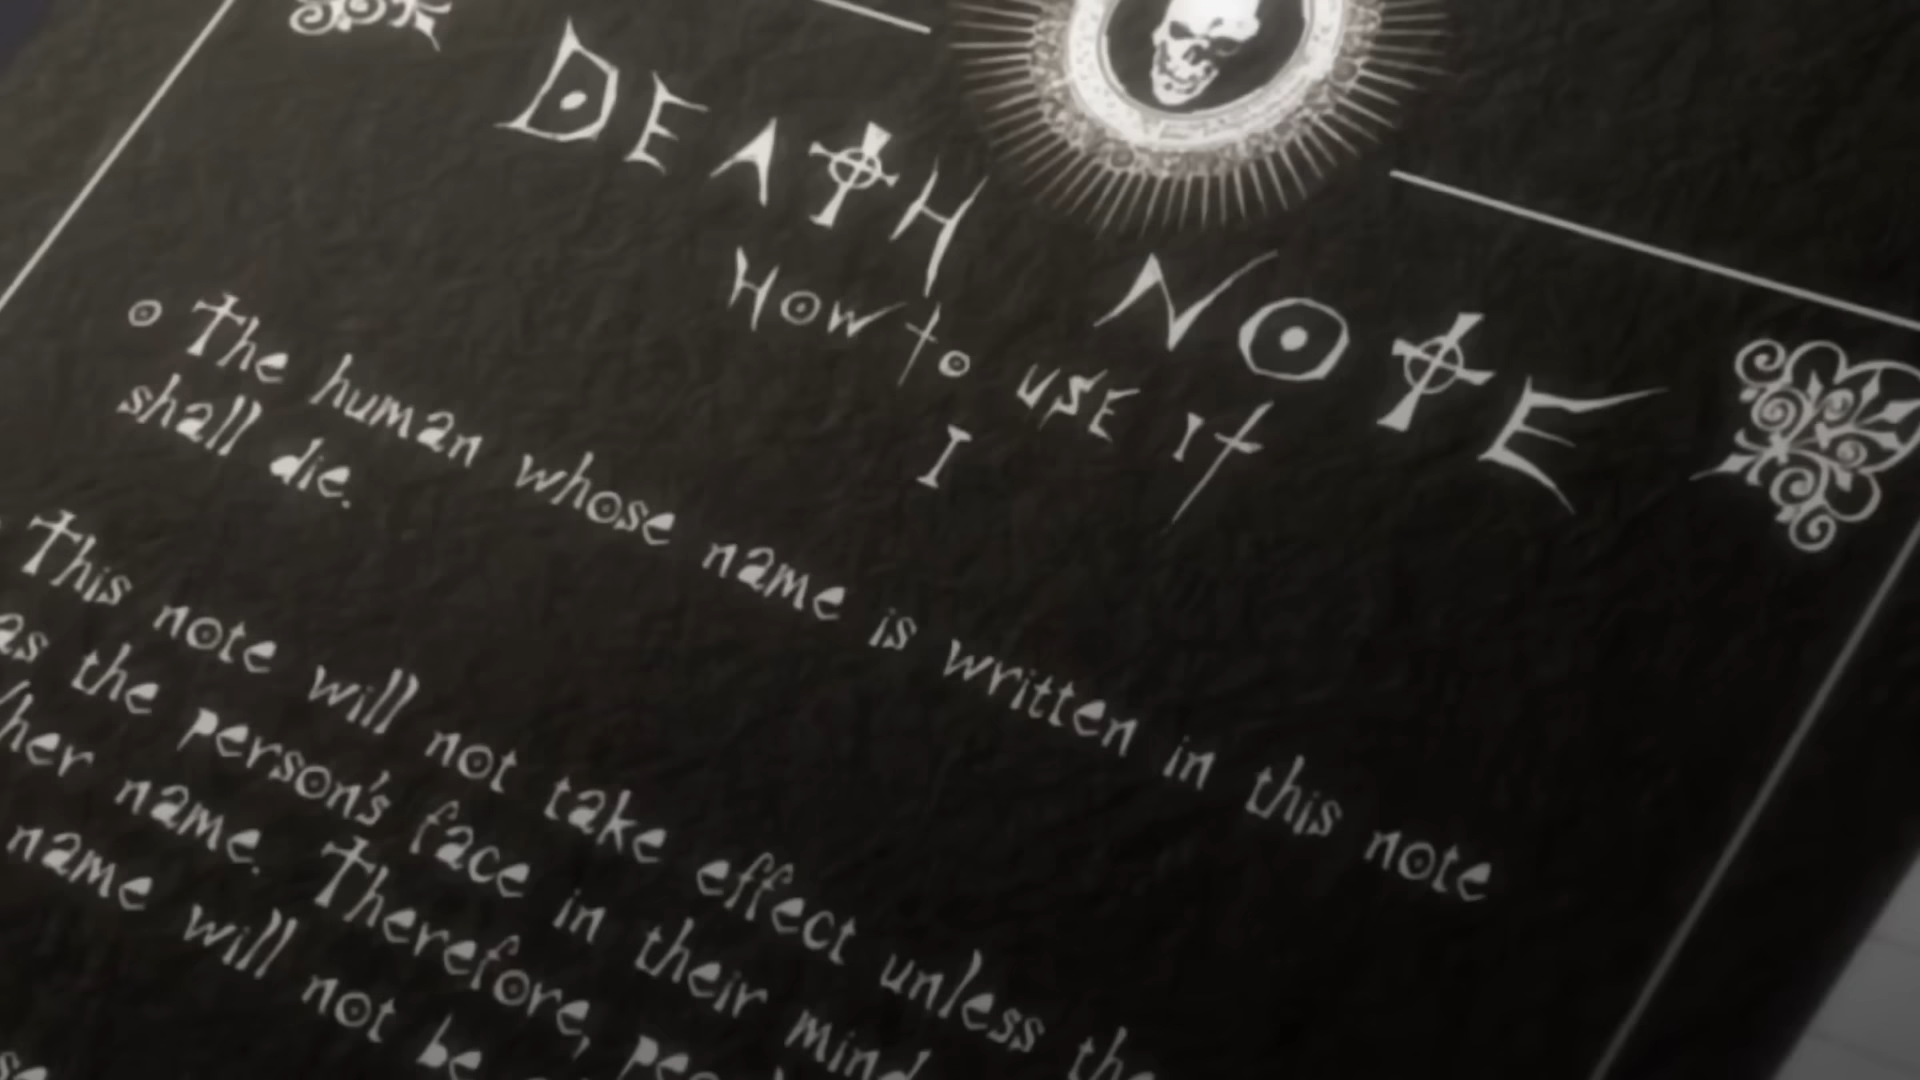 DEATH NOTE
How to use It
I
The human whose name is written in this note
shall die.
This note will not take effect unless the
as the person's face in their mind
/her name. Therefore,
name will not be